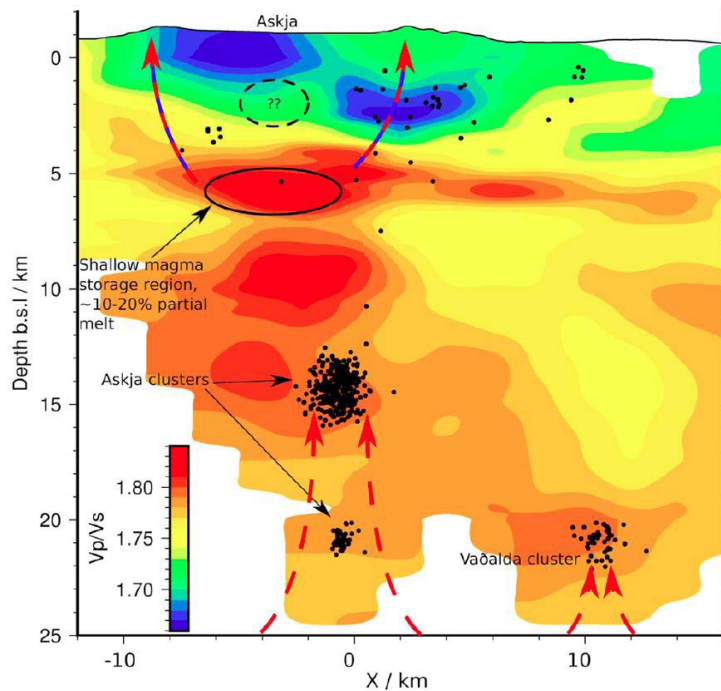 Askja
0
??
5
Shallow magma
storage region,
~10-20% partial
melt
10
Depth b.s.l / km
Askja clusters
15
Vp/Vs
1.80
1.75
1.70
20
Vaðalda cluster
25
-10
0
10
X / km